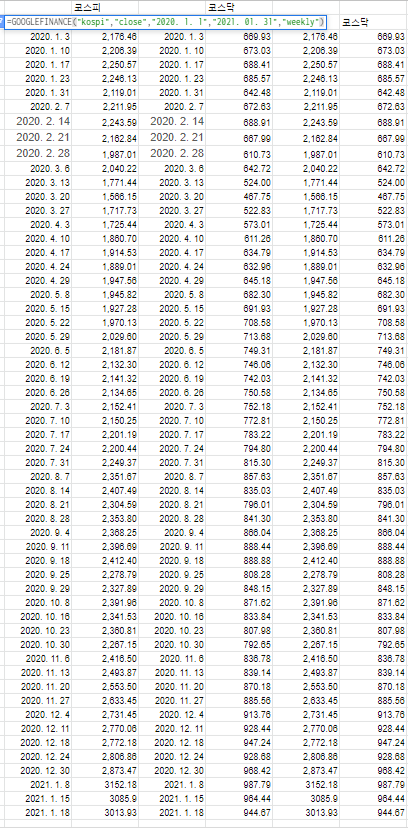 코스피 코스닥
=GOOGLEFINANCE("kospi","close","2020. 1. 1","2021. 01. 31","weekly") 코스닥
2020. 1. 3 2,176.46 2020. 1. 3 669.93 2,176.46 669.93
2020. 1. 10 2,206.39 2020. 1. 10 673.03 2,206.39 673.03
2020. 1. 17 2,250.57 2020. 1. 17 688.41 2,250.57 688.41
2020. 1. 23 2,246.13 2020. 1. 23 685.57 2,246.13 685.57
2020. 1. 31 2,119.01 2020. 1. 31 642.48 2,119.01 642.48
2020. 2. 7 2,211.95 2020. 2. 7 672.63 2,211.95 672.63
2020. 2. 14 2,243.59 2020. 2. 14 688.91 2,243.59 688.91
2020. 2. 21 2,162.84 2020. 2. 21 667.99 2,162.84 667.99
2020. 2. 28 1,987.01 2020. 2. 28 610.73 1,987.01 610.73
2020. 3. 6 2,040.22 2020. 3. 6 642.72 2,040.22 642.72
2020. 3. 13 1,771.44 2020. 3. 13 524.00 1,771.44 524.00
2020. 3. 20 1,566.15 2020. 3. 20 467.75 1,566.15 467.75
2020. 3. 27 1,717.73 2020. 3. 27 522.83 1,717.73 522.83
2020. 4. 3 1,725.44 2020. 4. 3 573.01 1,725.44 573.01
2020. 4. 10 1,860.70 2020. 4. 10 611.26 1,860.70 611.26
2020. 4. 17 1,914.53 2020. 4. 17 634.79 1,914.53 634.79
2020. 4. 24 1,889.01 2020. 4. 24 632.96 1,889.01 632.96
2020. 4. 29 1,947.56 2020. 4. 29 645.18 1,947.56 645.18
2020. 5. 8 1,945.82 2020. 5. 8 682.30 1,945.82 682.30
2020. 5. 15 1,927.28 2020. 5. 15 691.93 1,927.28 691.93
2020. 5. 22 1,970.13 2020. 5. 22 708.58 1,970.13 708.58
2020. 5. 29 2,029.60 2020. 5. 29 713.68 2,029.60 713.68
2020. 6. 5 2,181.87 2020. 6. 5 749.31 2,181.87 749.31
2020. 6. 12 2,132.30 2020. 6. 12 746.06 2,132.30 746.06
2020. 6. 19 2,141.32 2020. 6. 19 742.03 2,141.32 742.03
2020. 6. 26 2,134.65 2020. 6. 26 750.58 2,134.65 750.58
2020. 7. 3 2,152.41 2020. 7. 3 752.18 2,152.41 752.18
2020. 7. 10 2,150.25 2020. 7. 10 772.81 2,150.25 772.81
2020. 7. 17 2,201.19 2020. 7. 17 783.22 2,201.19 783.22
2020. 7. 24 2,200.44 2020. 7. 24 794.80 2,200.44 794.80
2020. 7. 31 2,249.37 2020. 7. 31 815.30 2,249.37 815.30
2020. 8. 7 2,351.67 2020. 8. 7 857.63 2,351.67 857.63
2020. 8. 14 2,407.49 2020. 8. 14 835.03 2,407.49 835.03
2020. 8. 21 2,304.59 2020. 8. 21 796.01 2,304.59 796.01
2020. 8. 28 2,353.80 2020. 8. 28 841.30 2,353.80 841.30
2020. 9. 4 2,368.25 2020. 9. 4 866.04 2,368.25 866.04
2020. 9. 11 2,396.69 2020. 9. 11 888.44 2,396.69 888.44
2020. 9. 18 2,412.40 2020. 9. 18 888.88 2,412.40 888.88
2020. 9. 25 2,278.79 2020. 9. 25 808.28 2,278.79 808.28
2020. 9. 29 2,327.89 2020. 9. 29 848.15 2,327.89 848.15
2020. 10. 8 2,391.96 2020. 10. 8 871.62 2,391.96 871.62
2020. 10. 16 2,341.53 2020. 10. 16 833.84 2,341.53 833.84
2020. 10. 23 2,360.81 2020. 10. 23 807.98 2,360.81 807.98
2020. 10. 30 2,267.15 2020. 10. 30 792.65 2,267.15 792.65
2020. 11. 6 2,416.50 2020. 11. 6 836.78 2,416.50 836.78
2020. 11. 13 2,493.87 2020. 11. 13 839.14 2,493.87 839.14
2020. 11. 20 2,553.50 2020. 11. 20 870.18 2,553.50 870.18
2020. 11. 27 2,633.45 2020. 11. 27 885.56 2,633.45 885.56
2020. 12. 4 2,731.45 2020. 12. 4 913.76 2,731.45 913.76
2020. 12. 11 2,770.06 2020. 12. 11 928.44 2,770.06 928.44
2020. 12. 18 2,772.18 2020. 12. 18 947.24 2,772.18 947.24
2020. 12. 24 2,806.86 2020. 12. 24 928.68 2,806.86 928.68
2020. 12. 30 2,873.47 2020. 12. 30 968.42 2,873.47 968.42
2021. 1. 8 3152.18 2021. 1. 8 987.79 3152.18 987.79
2021. 1. 15 3085.9 2021. 1. 15 964.44 3085.9 964.44
2021. 1. 18 3013.93 2021. 1. 18 944.67 3013.93 944.67